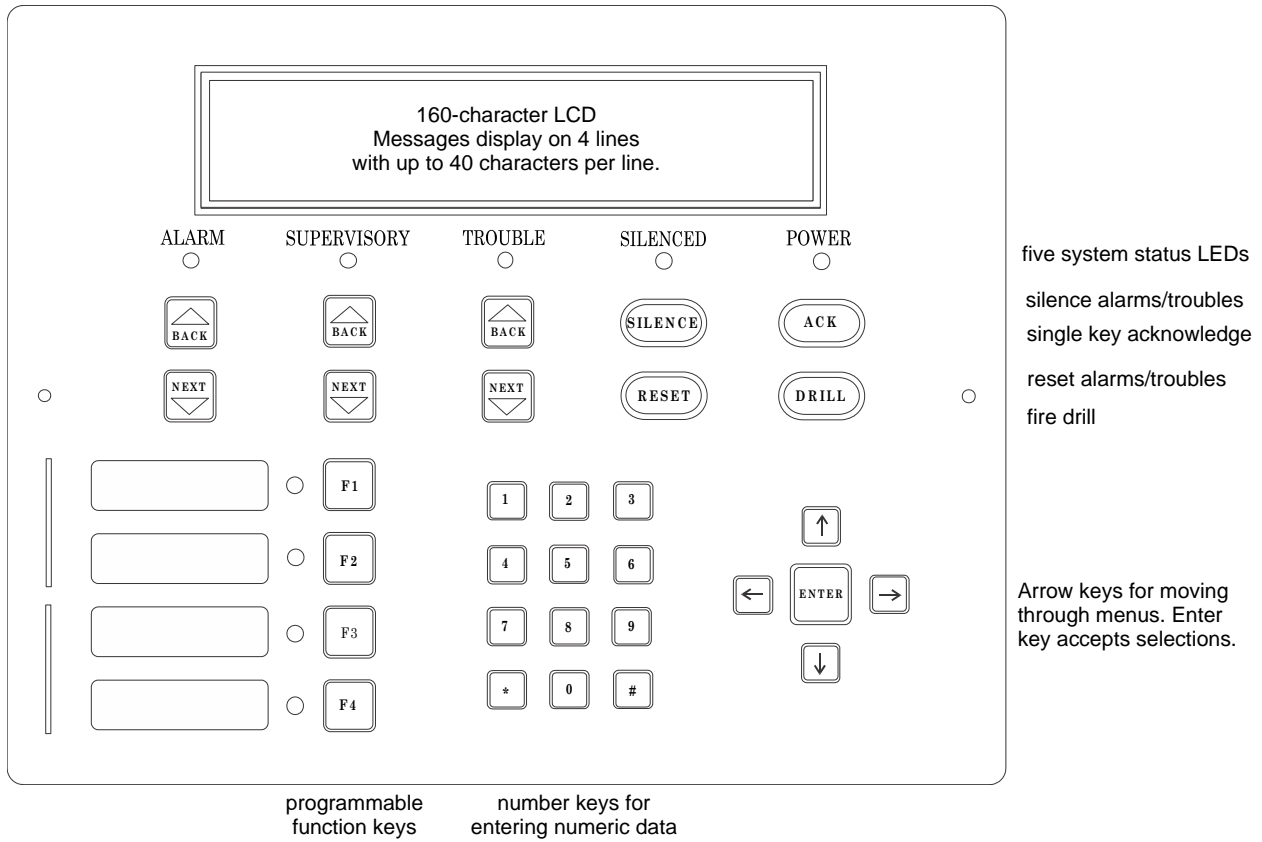 160-character LCD
Messages display on 4 lines
with up to 40 characters per line.
ALARM SUPERVISORY TROUBLE SILENCED POWER
five system status LEDs
BACK BACK BACK SILENCE ACK
silence alarms/troubles
single key acknowledge
NEXT NEXT NEXT RESET DRILL
reset alarms/troubles
fire drill
F1
F2
F3
F4
1 2 3
4 5 6
7 8 9
* 0 #
↑
← ENTER →
↓
Arrow keys for moving
through menus. Enter
key accepts selections.
programmable
function keys
number keys for
entering numeric data